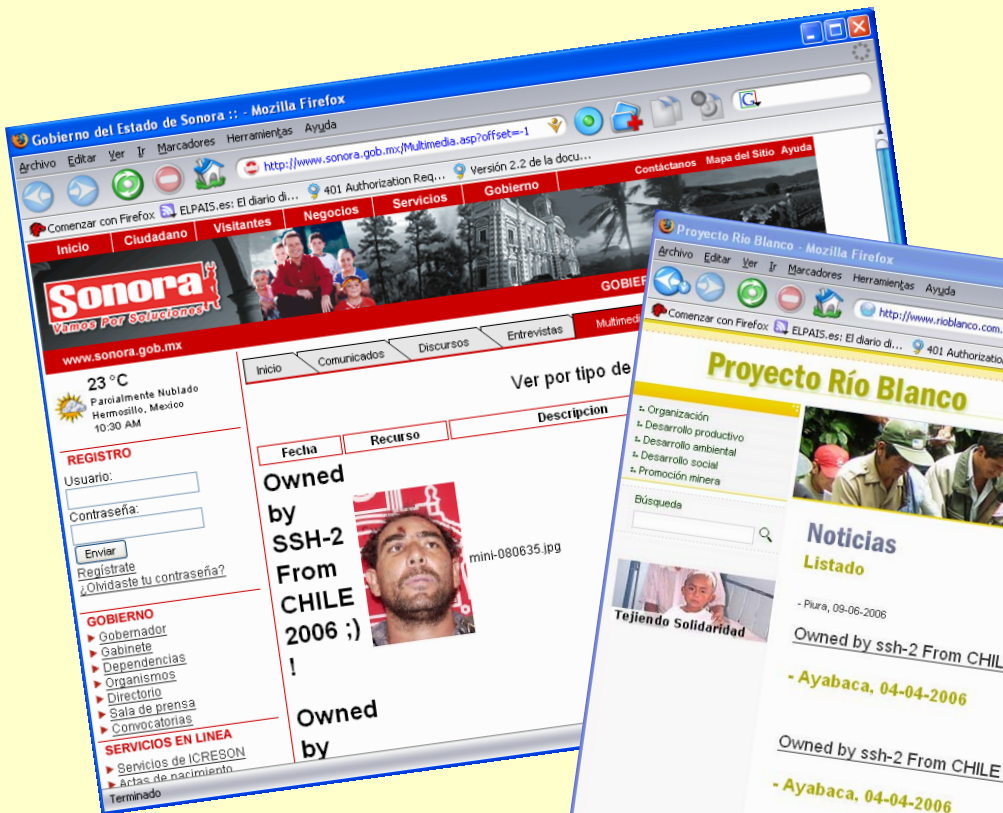 Gobierno del Estado de Sonora :: - Mozilla Firefox
Archivo Editar Ver Ir Marcadores Herramientas Ayuda
http://www.sonora.gob.mx/Multimedia.asp?offset=-1
Comenzar con Firefox ELPAIS.es: El diario di... 401 Authorization Req... Versión 2.2 de la docu...
Inicio Ciudadano Visitantes Negocios Servicios Gobierno Contáctanos Mapa del Sitio Ayuda
Sonora
Vamos Por Soluciones
GOBIER
www.sonora.gob.mx
Inicio Comunicados Discursos Entrevistas Multimedi
23 °C
Parcialmente Nublado
Hermosillo, Mexico
10:30 AM
REGISTRO
Usuario:
Contraseña:
Enviar
Regístrate
¿Olvidaste tu contraseña?
GOBIERNO
Gobernador
Gabinete
Dependencias
Organismos
Directorio
Sala de prensa
Convocatorias
SERVICIOS EN LINEA
Servicios de ICRESON
Actas de nacimiento
Terminado
Ver por tipo de
Fecha Recurso Descripcion
Owned
by
SSH-2
From
CHILE
2006 ;)
!
mini-080635.jpg
Owned
by
Proyecto Río Blanco - Mozilla Firefox
Archivo Editar Ver Ir Marcadores Herramientas Ayuda
http://www.rioblanco.com.
Comenzar con Firefox ELPAIS.es: El diario di... 401 Authorizatio
Proyecto Río Blanco
Organización
Desarrollo productivo
Desarrollo ambiental
Desarrollo social
Promoción minera
Búsqueda
Tejiendo Solidaridad
Noticias
Listado
- Piura, 09-06-2006
Owned by ssh-2 From CHIL
- Ayabaca, 04-04-2006
Owned by ssh-2 From CHILE
- Ayabaca, 04-04-2006